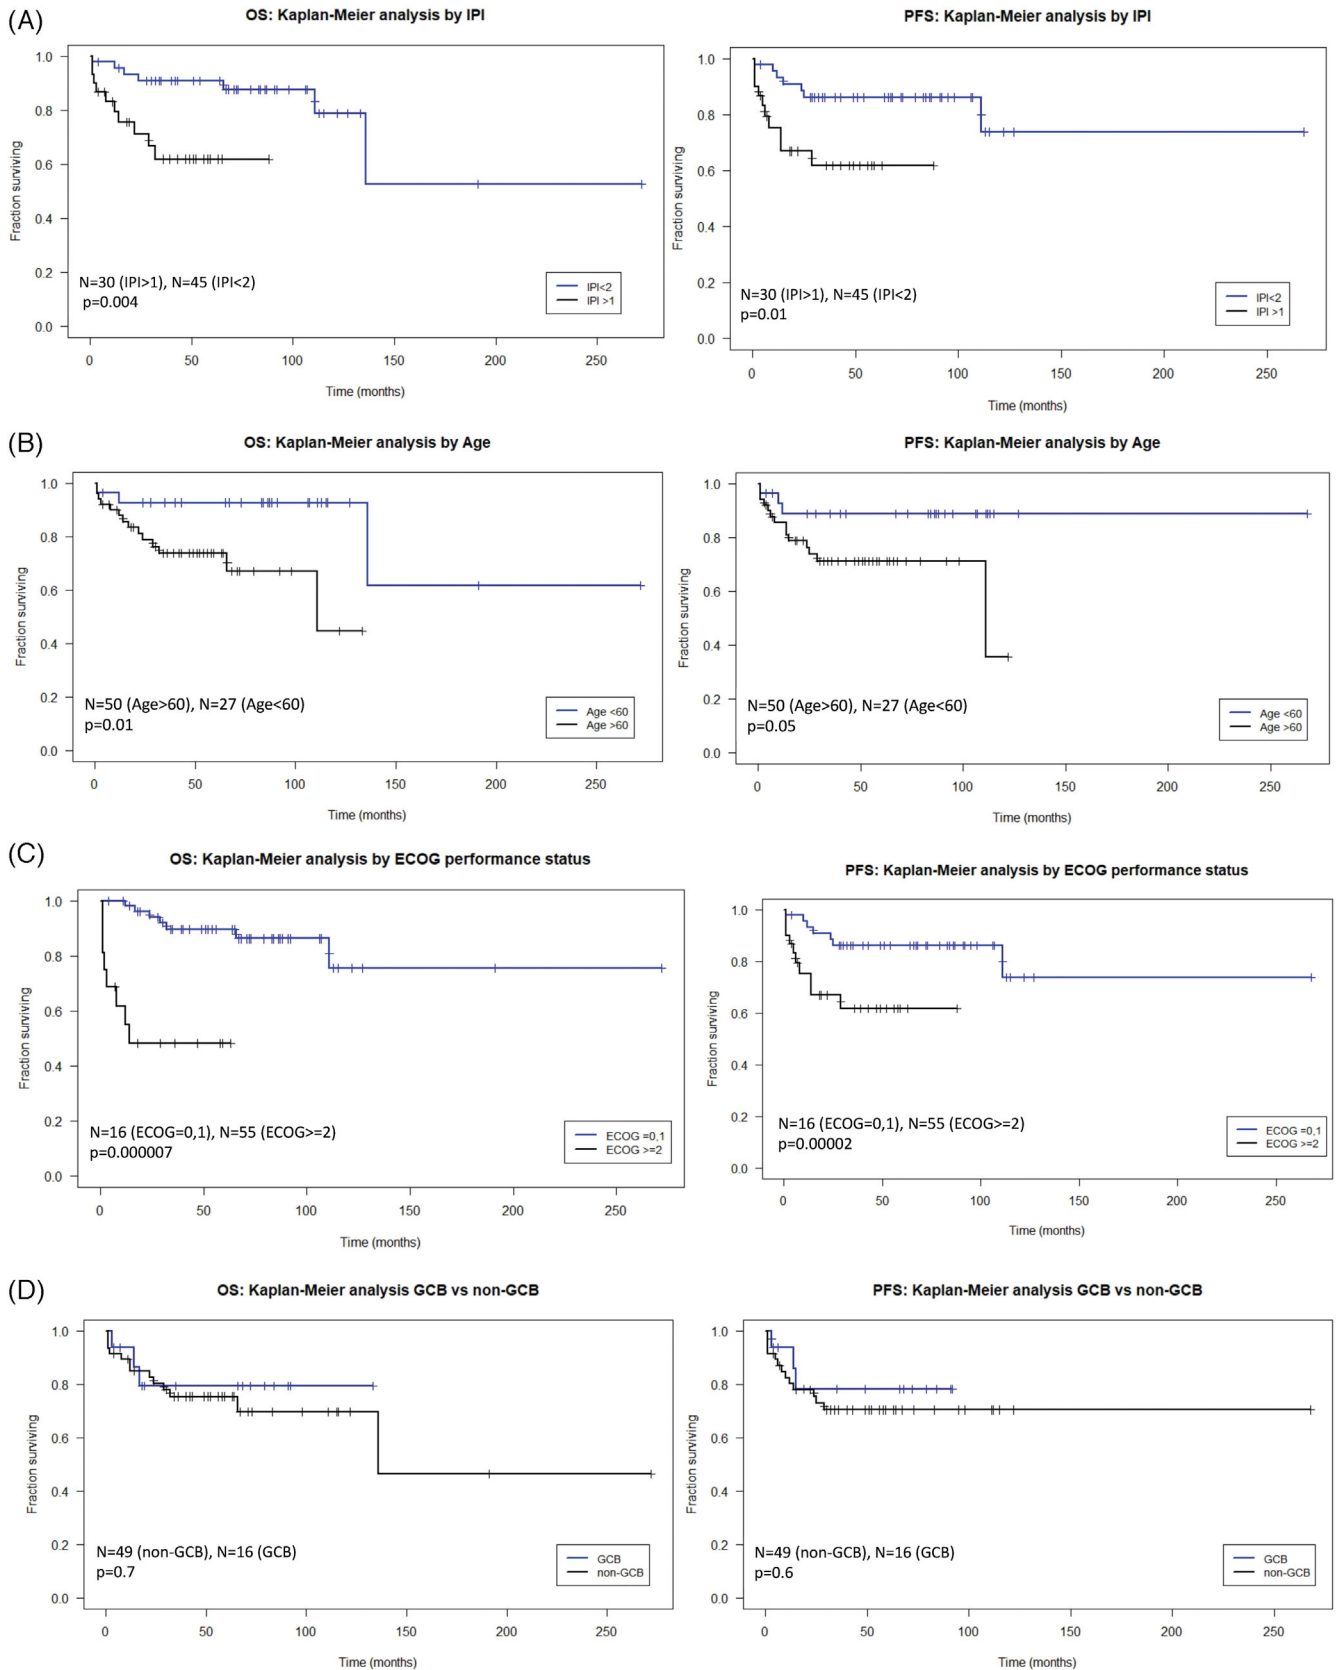 (A)
OS: Kaplan-Meier analysis by IPI
Fraction surviving
1.0
0.8
0.6
0.4
0.2
0.0
N=30 (IPI>1), N=45 (IPI<2)
p=0.004
IPI<2
IPI >1
0 50 100 150 200 250
Time (months)
PFS: Kaplan-Meier analysis by IPI
Fraction surviving
1.0
0.8
0.6
0.4
0.2
0.0
N=30 (IPI>1), N=45 (IPI<2)
p=0.01
IPI<2
IPI >1
0 50 100 150 200 250
Time (months)
(B)
OS: Kaplan-Meier analysis by Age
Fraction surviving
1.0
0.8
0.6
0.4
0.2
0.0
N=50 (Age>60), N=27 (Age<60)
p=0.01
Age <60
Age >60
0 50 100 150 200 250
Time (months)
PFS: Kaplan-Meier analysis by Age
Fraction surviving
1.0
0.8
0.6
0.4
0.2
0.0
N=50 (Age>60), N=27 (Age<60)
p=0.05
Age <60
Age >60
0 50 100 150 200 250
Time (months)
(C)
OS: Kaplan-Meier analysis by ECOG performance status
Fraction surviving
1.0
0.8
0.6
0.4
0.2
0.0
N=16 (ECOG=0,1), N=55 (ECOG>=2)
p=0.000007
ECOG =0,1
ECOG >=2
0 50 100 150 200 250
Time (months)
PFS: Kaplan-Meier analysis by ECOG performance status
Fraction surviving
1.0
0.8
0.6
0.4
0.2
0.0
N=16 (ECOG=0,1), N=55 (ECOG>=2)
p=0.00002
ECOG =0,1
ECOG >=2
0 50 100 150 200 250
Time (months)
(D)
OS: Kaplan-Meier analysis GCB vs non-GCB
Fraction surviving
1.0
0.8
0.6
0.4
0.2
0.0
N=49 (non-GCB), N=16 (GCB)
p=0.7
GCB
non-GCB
0 50 100 150 200 250
Time (months)
PFS: Kaplan-Meier analysis GCB vs non-GCB
Fraction surviving
1.0
0.8
0.6
0.4
0.2
0.0
N=49 (non-GCB), N=16 (GCB)
p=0.6
GCB
non-GCB
0 50 100 150 200 250
Time (months)